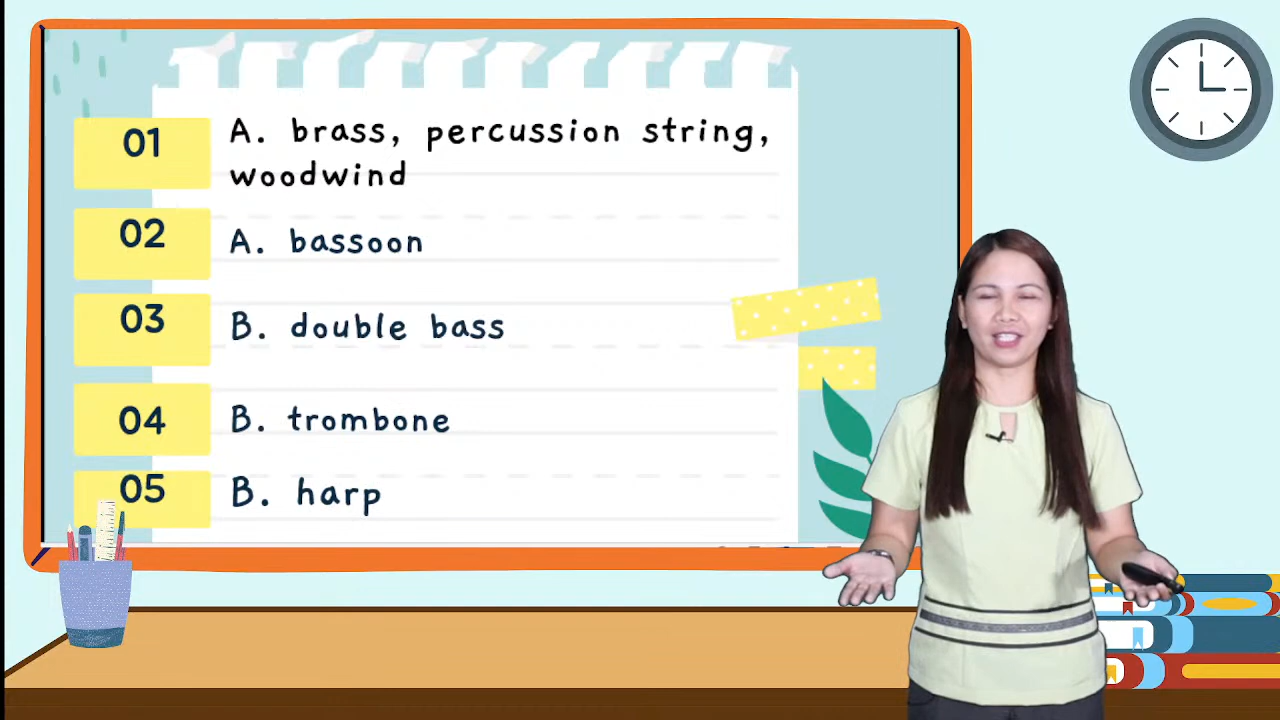 01
A. brass, percussion string,
woodwind
02
A. bassoon
03
B. double bass
04
B. trombone
05
B. harp